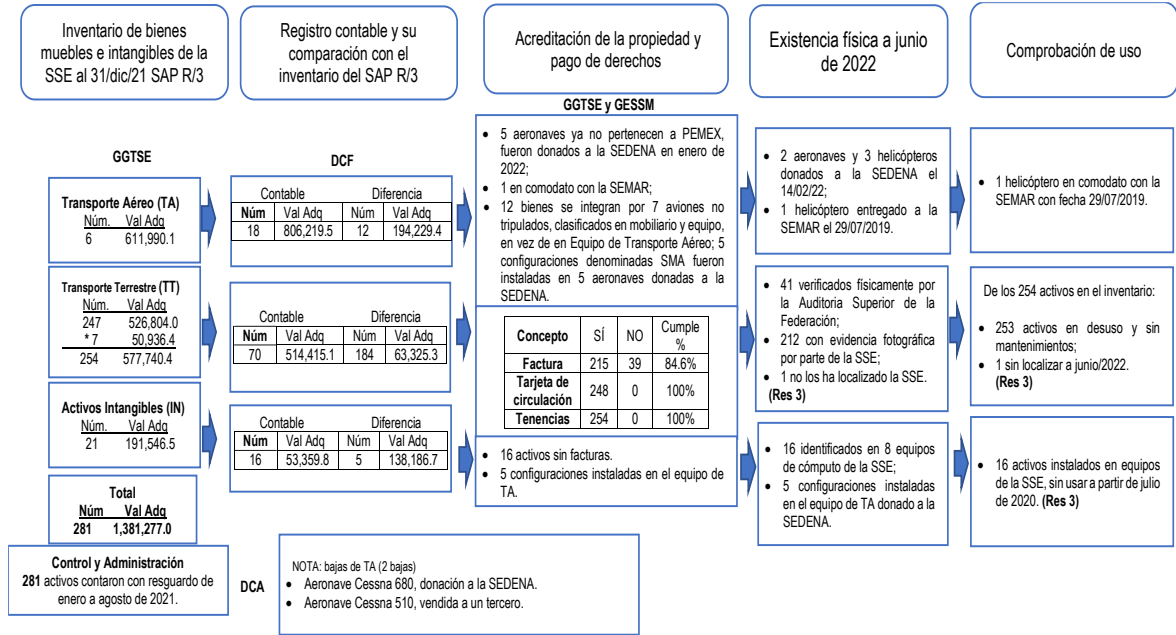 Inventario de bienes
muebles e intangibles de la
SSE al 31/dic/21 SAP R/3
Registro contable y su
comparación con el
inventario del SAP R/3
Acreditación de la propiedad y
pago de derechos
Existencia física a junio
de 2022
Comprobación de uso
GGTSE
DCF
GGTSE y GESSM
Transporte Aéreo (TA)
Núm. Val Adq
6 611,990.1
Contable Diferencia
Núm Val Adq Núm Val Adq
18 806,219.5 12 194,229.4
• 5 aeronaves ya no pertenecen a PEMEX,
fueron donados a la SEDENA en enero de
2022;
• 1 en comodato con la SEMAR;
• 12 bienes se integran por 7 aviones no
tripulados, clasificados en mobiliario y equipo,
en vez de en Equipo de Transporte Aéreo; 5
configuraciones denominadas SMA fueron
instaladas en 5 aeronaves donadas a la
SEDENA.
• 2 aeronaves y 3 helicópteros
donados a la SEDENA el
14/02/22;
• 1 helicóptero entregado a la
SEMAR el 29/07/2019.
• 1 helicóptero en comodato con la
SEMAR con fecha 29/07/2019.
Transporte Terrestre (TT)
Núm. Val Adq
247 526,804.0
* 7 50,936.4
254 577,740.4
Contable Diferencia
Núm Val Adq Núm Val Adq
70 514,415.1 184 63,325.3
Concepto SÍ NO Cumple
%
Factura 215 39 84.6%
Tarjeta de
circulación 248 0 100%
Tenencias 254 0 100%
• 41 verificados físicamente por
la Auditoria Superior de la
Federación;
• 212 con evidencia fotográfica
por parte de la SSE;
• 1 no los ha localizado la SSE.
(Res 3)
De los 254 activos en el inventario:
• 253 activos en desuso y sin
mantenimientos;
• 1 sin localizar a junio/2022.
(Res 3)
Activos Intangibles (IN)
Núm. Val Adq
21 191,546.5
Contable Diferencia
Núm Val Adq Núm Val Adq
16 53,359.8 5 138,186.7
• 16 activos sin facturas.
• 5 configuraciones instaladas en el equipo de
TA.
• 16 identificados en 8 equipos
de cómputo de la SSE;
• 5 configuraciones instaladas
en el equipo de TA donado a la
SEDENA.
• 16 activos instalados en equipos
de la SSE, sin usar a partir de julio
de 2020. (Res 3)
Total
Núm Val Adq
281 1,381,277.0
Control y Administración
281 activos contaron con resguardo de
enero a agosto de 2021.
DCA
NOTA: bajas de TA (2 bajas)
• Aeronave Cessna 680, donación a la SEDENA.
• Aeronave Cessna 510, vendida a un tercero.